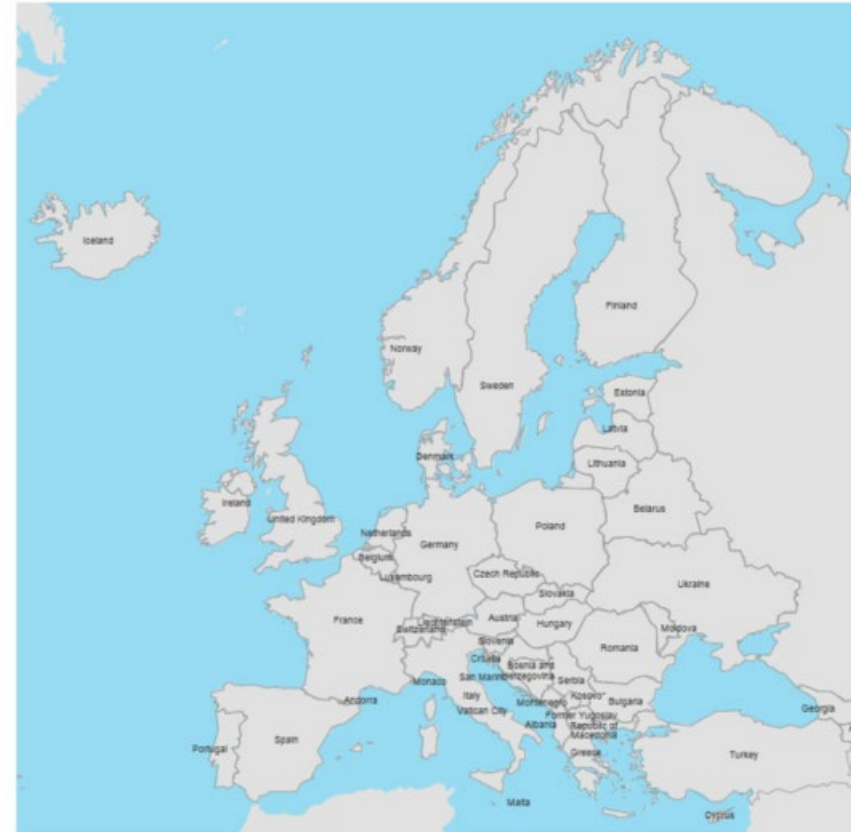 Iceland
Finland
Norway
Sweden
Estonia
Latvia
Denmark
Lithuania
Ireland
United Kingdom
Belarus
Netherlands
Poland
Germany
Belgium
Czech Republic
Luxembourg
Ukraine
Slovakia
France
Austria
Liechtenstein
Hungary
Switzerland
Moldova
Slovenia
Romania
Croatia
Bosnia and
Herzegovina
San Marino
Serbia
Monaco
Italy
Kosovo*
Andorra
Montenegro
Bulgaria
Georgia
Vatican City
Former Yugoslav
Republic of
Macedonia
Albania
Spain
Portugal
Greece
Turkey
Malta
Cyprus